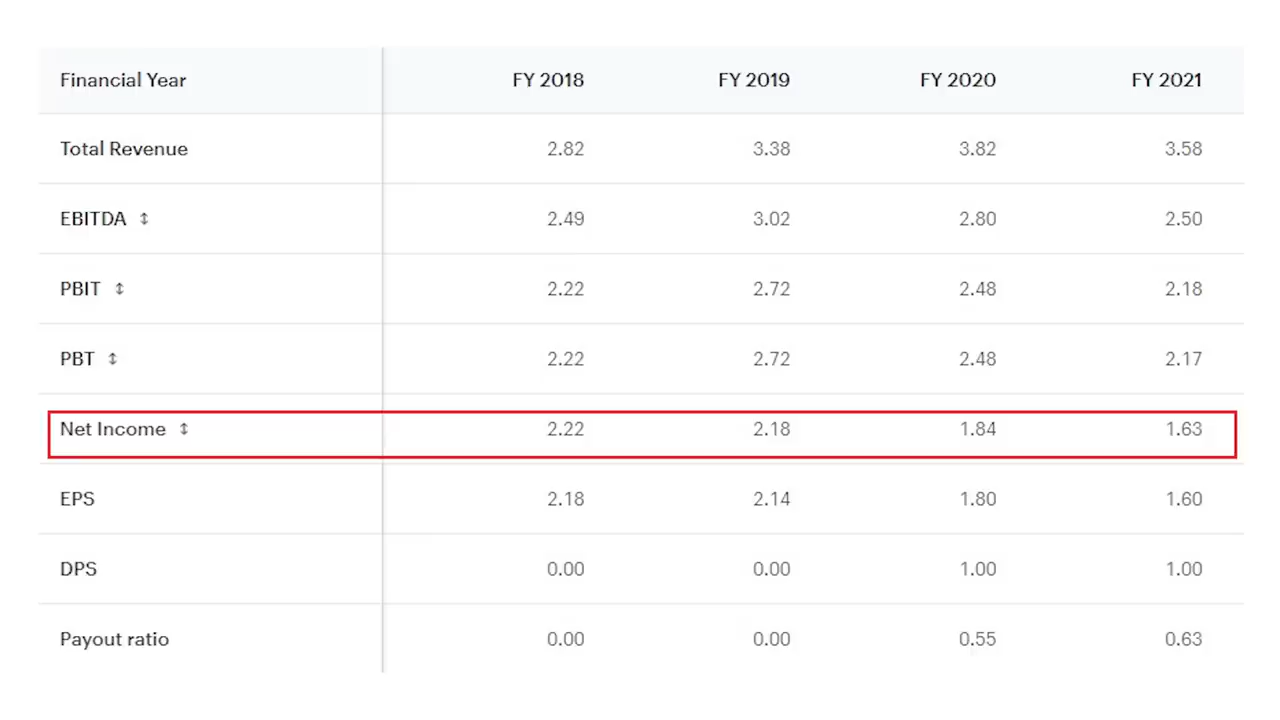 Financial Year FY 2018 FY 2019 FY 2020 FY 2021
Total Revenue 2.82 3.38 3.82 3.58
EBITDA ↕ 2.49 3.02 2.80 2.50
PBIT ↕ 2.22 2.72 2.48 2.18
PBT ↕ 2.22 2.72 2.48 2.17
Net Income ↕ 2.22 2.18 1.84 1.63
EPS 2.18 2.14 1.80 1.60
DPS 0.00 0.00 1.00 1.00
Payout ratio 0.00 0.00 0.55 0.63